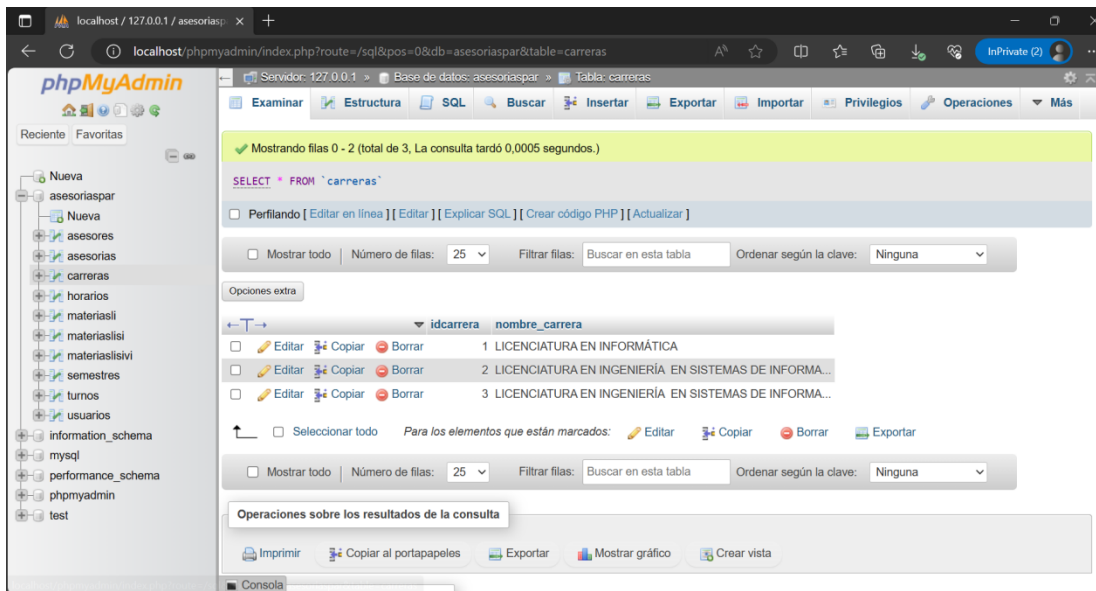 localhost / 127.0.0.1 / asesoriasp
localhost/phpmyadmin/index.php?route=/sql&pos=0&db=asesoriaspar&table=carreras
InPrivate (2)
phpMyAdmin
Reciente Favoritas
Nueva
asesoriaspar
Nueva
asesores
asesorias
carreras
horarios
materiasli
materiaslisi
materiaslisivi
semestres
turnos
usuarios
information_schema
mysql
performance_schema
phpmyadmin
test
Servidor: 127.0.0.1 » Base de datos: asesoriaspar » Tabla: carreras
Examinar Estructura SQL Buscar Insertar Exportar Importar Privilegios Operaciones Más
Mostrando filas 0 - 2 (total de 3, La consulta tardó 0,0005 segundos.)
SELECT * FROM `carreras`
Perfilando [ Editar en línea ] [ Editar ] [ Explicar SQL ] [ Crear código PHP ] [ Actualizar ]
Mostrar todo | Número de filas: 25 Filtrar filas: Buscar en esta tabla Ordenar según la clave: Ninguna
Opciones extra
←T→ idcarrera nombre_carrera
Editar Copiar Borrar 1 LICENCIATURA EN INFORMÁTICA
Editar Copiar Borrar 2 LICENCIATURA EN INGENIERÍA EN SISTEMAS DE INFORMA...
Editar Copiar Borrar 3 LICENCIATURA EN INGENIERÍA EN SISTEMAS DE INFORMA...
Seleccionar todo Para los elementos que están marcados: Editar Copiar Borrar Exportar
Mostrar todo | Número de filas: 25 Filtrar filas: Buscar en esta tabla Ordenar según la clave: Ninguna
Operaciones sobre los resultados de la consulta
Imprimir Copiar al portapapeles Exportar Mostrar gráfico Crear vista
Consola